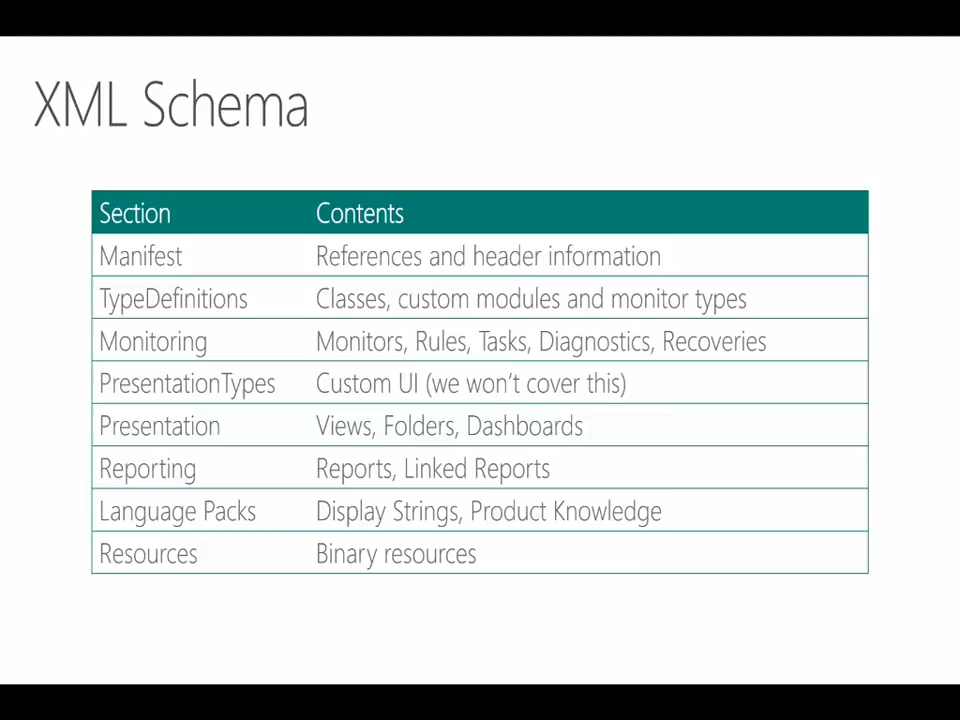 XML Schema
Section Contents
Manifest References and header information
TypeDefinitions Classes, custom modules and monitor types
Monitoring Monitors, Rules, Tasks, Diagnostics, Recoveries
PresentationTypes Custom UI (we won't cover this)
Presentation Views, Folders, Dashboards
Reporting Reports, Linked Reports
Language Packs Display Strings, Product Knowledge
Resources Binary resources